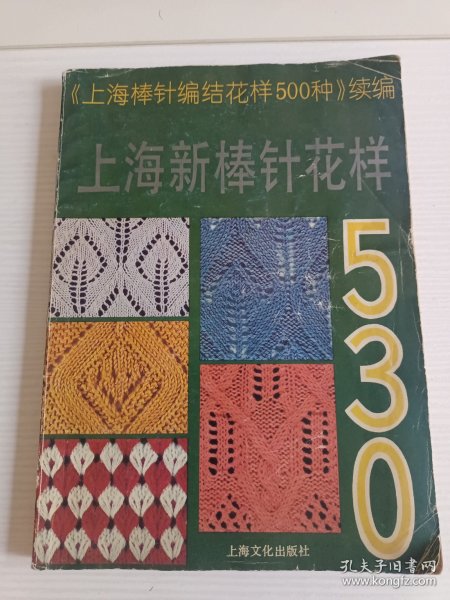 《上海棒针编结花样500种》续编
上海新棒针花样
530
上海文化出版社
孔夫子旧书网
www.kongfz.com